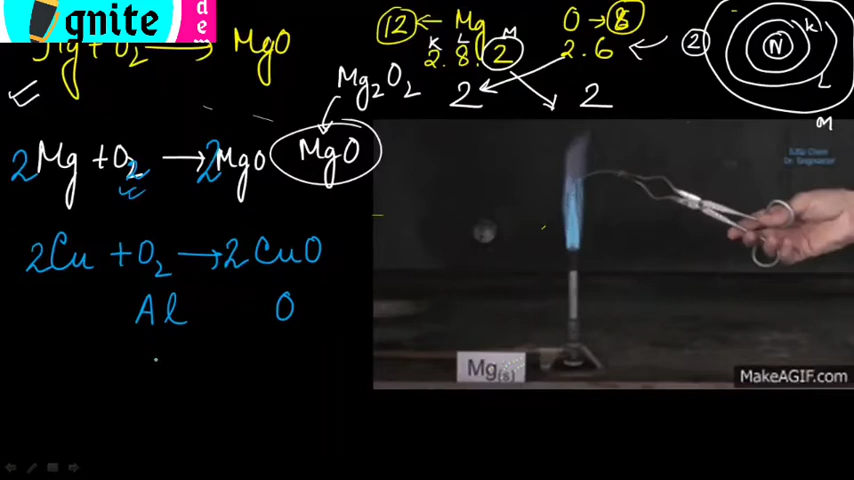 gnite
dem
Mg + O2 → MgO
12 ← Mg
O → 8
K L M
2.8.2
2.6
2
N
K
L
M
Mg2O2
2 2
2Mg + O2 → 2MgO
MgO
2Cu + O2 → 2CuO
Al O
Mg(s)
MakeAGIF.com